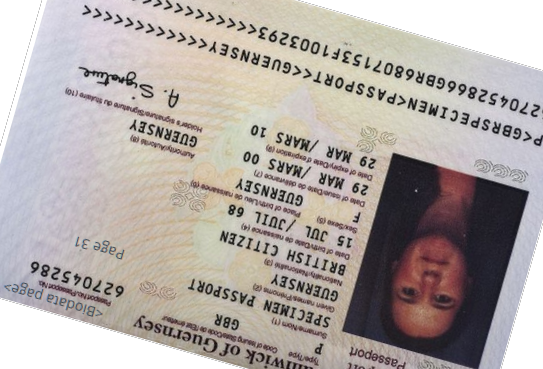 Bailiwick of Guernsey
Passport
Passeport
Type/Type
Code of Issuing State/Code de l'État émetteur
Passport No./Passeport No.
P
GBR
627045286
<Biodata page>
Page 31
Surname/Nom (1)
SPECIMEN PASSPORT
Given names/Prénoms (2)
GUERNSEY
Nationality/Nationalité (3)
BRITISH CITIZEN
Date of birth/Date de naissance (4)
15 JUL /JUIL 68
Sex/Sexe (5)
Place of birth/Lieu de naissance (6)
F
GUERNSEY
Date of issue/Date de délivrance (7)
29 MAR /MARS 00
Authority/Autorité (8)
GUERNSEY
Date of expiry/Date d'expiration (9)
29 MAR /MARS 10
Holder's signature/Signature du titulaire (10)
A. Signature
P<GBRSPECIMEN<PASSPORT<<GUERNSEY<<<<<<<<<<<<
6270452866GBR6807153F1003293<<<<<<<<